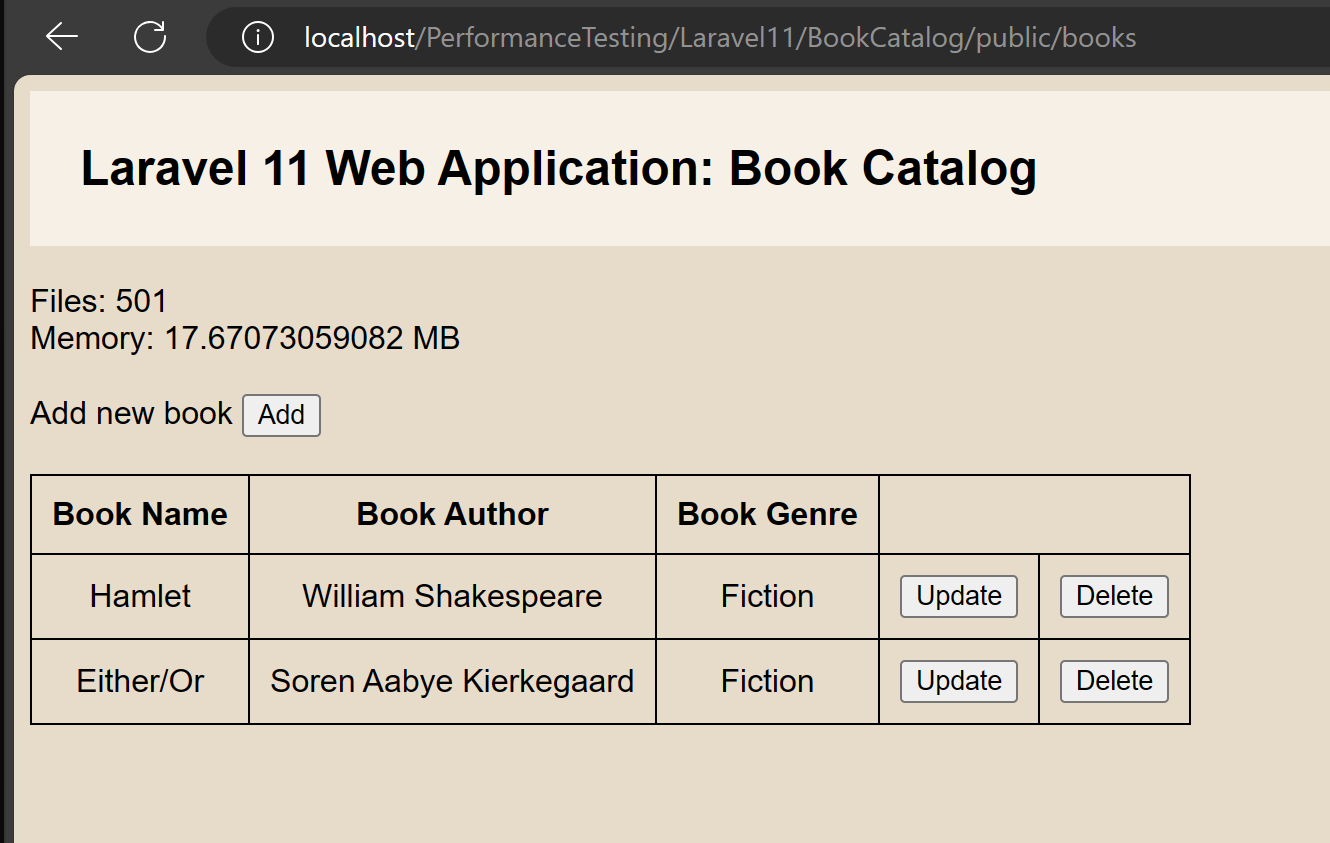 localhost/PerformanceTesting/Laravel11/BookCatalog/public/books
Laravel 11 Web Application: Book Catalog
Files: 501
Memory: 17.67073059082 MB
Add new book Add
Book Name Book Author Book Genre
Hamlet William Shakespeare Fiction Update Delete
Either/Or Soren Aabye Kierkegaard Fiction Update Delete